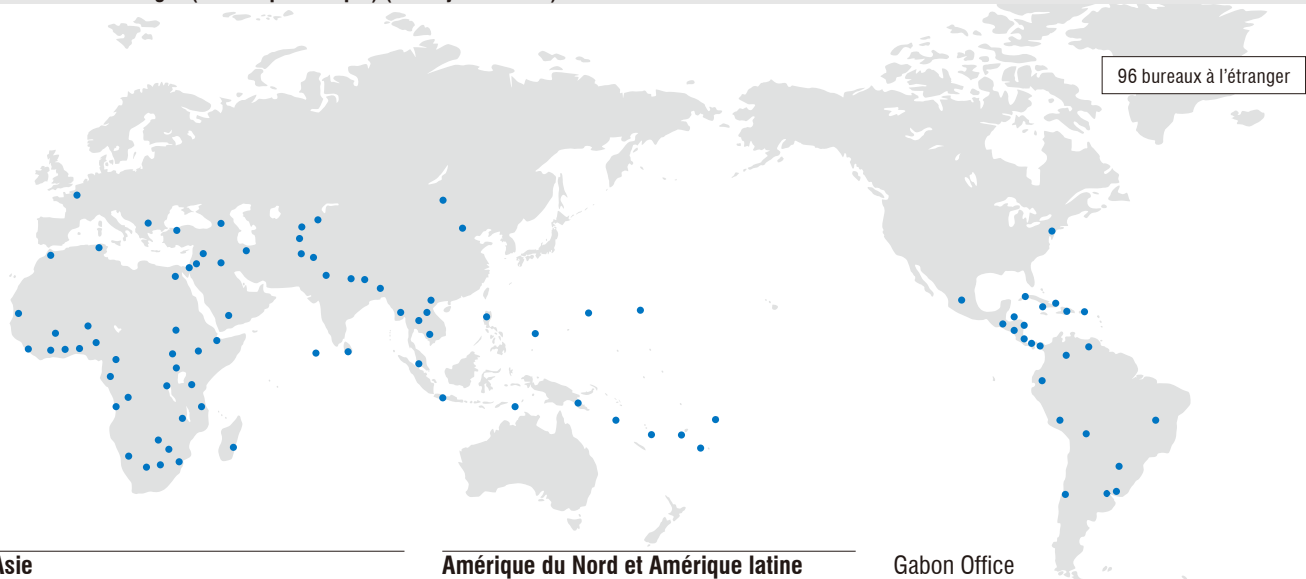 96 bureaux à l'étranger
Asie
Amérique du Nord et Amérique latine
Gabon Office